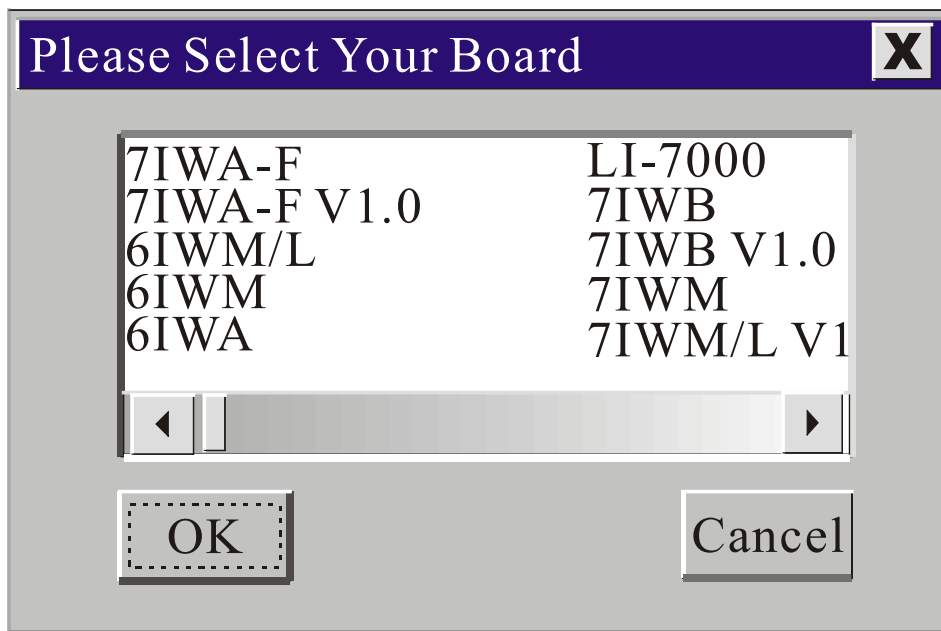 Please Select Your Board
X
7IWA-F
7IWA-F V1.0
6IWM/L
6IWM
6IWA
LI-7000
7IWB
7IWB V1.0
7IWM
7IWM/L V1
OK
Cancel